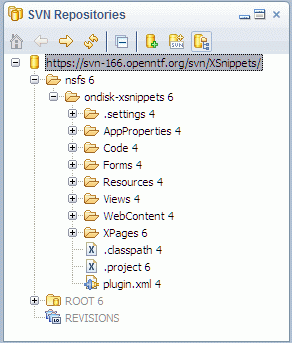 SVN Repositories
SVN
https://svn-166.openntf.org/svn/XSnippets/
nsfs 6
ondisk-xsnippets 6
.settings 4
AppProperties 4
Code 4
Forms 4
Resources 4
Views 4
WebContent 4
XPages 6
.classpath 4
.project 6
plugin.xml 4
ROOT 6
REVISIONS